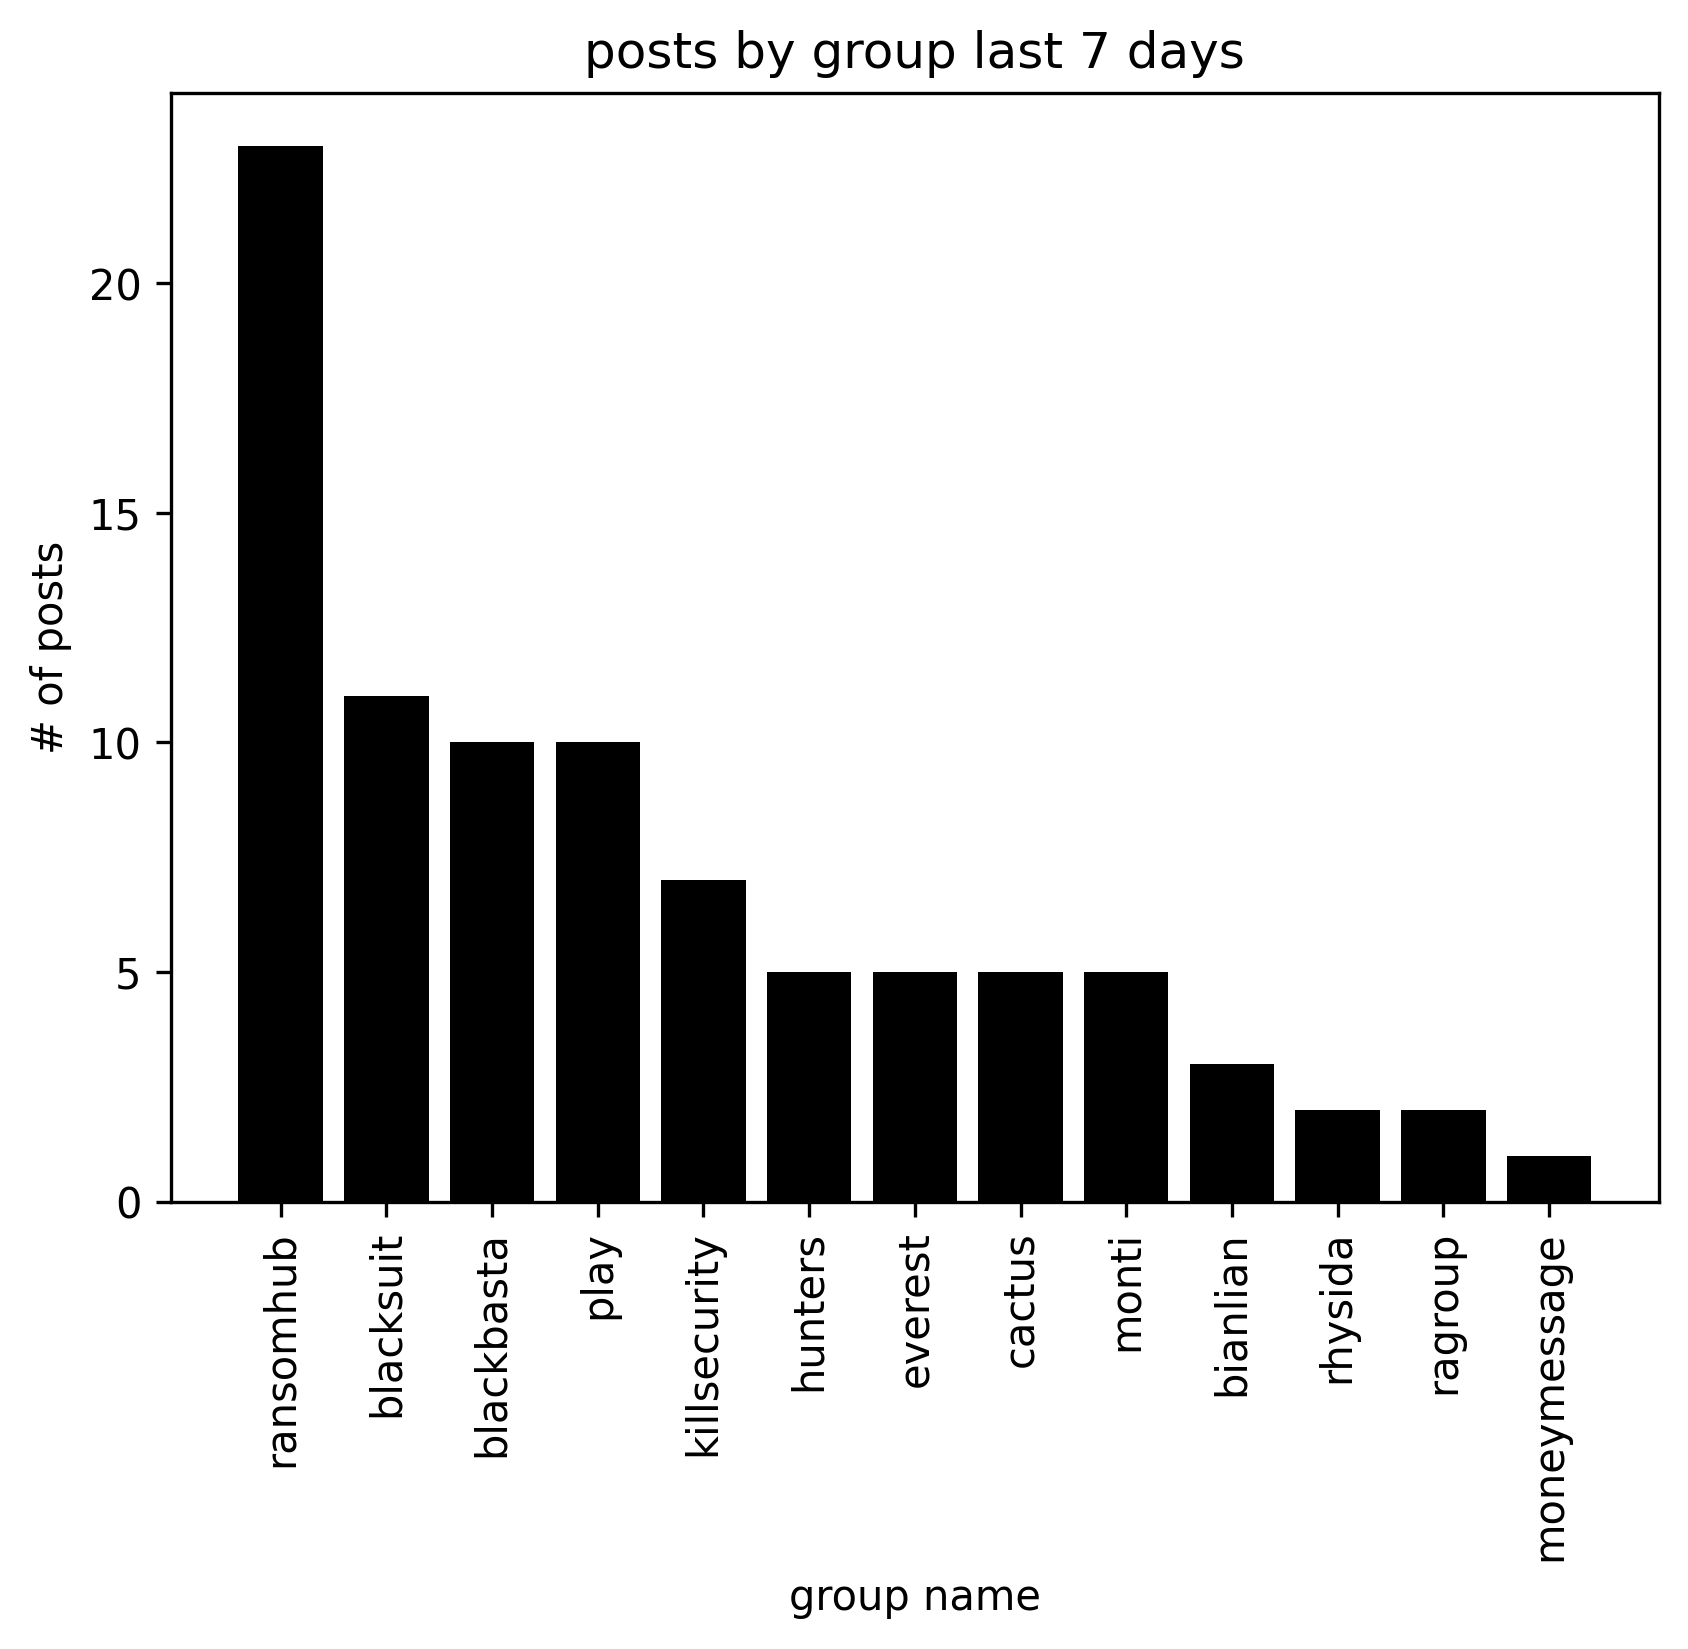 posts by group last 7 days
# of posts
20
15
10
5
0
ransomhub
blacksuit
blackbasta
play
killsecurity
hunters
everest
cactus
monti
bianlian
rhysida
ragroup
moneymessage
group name